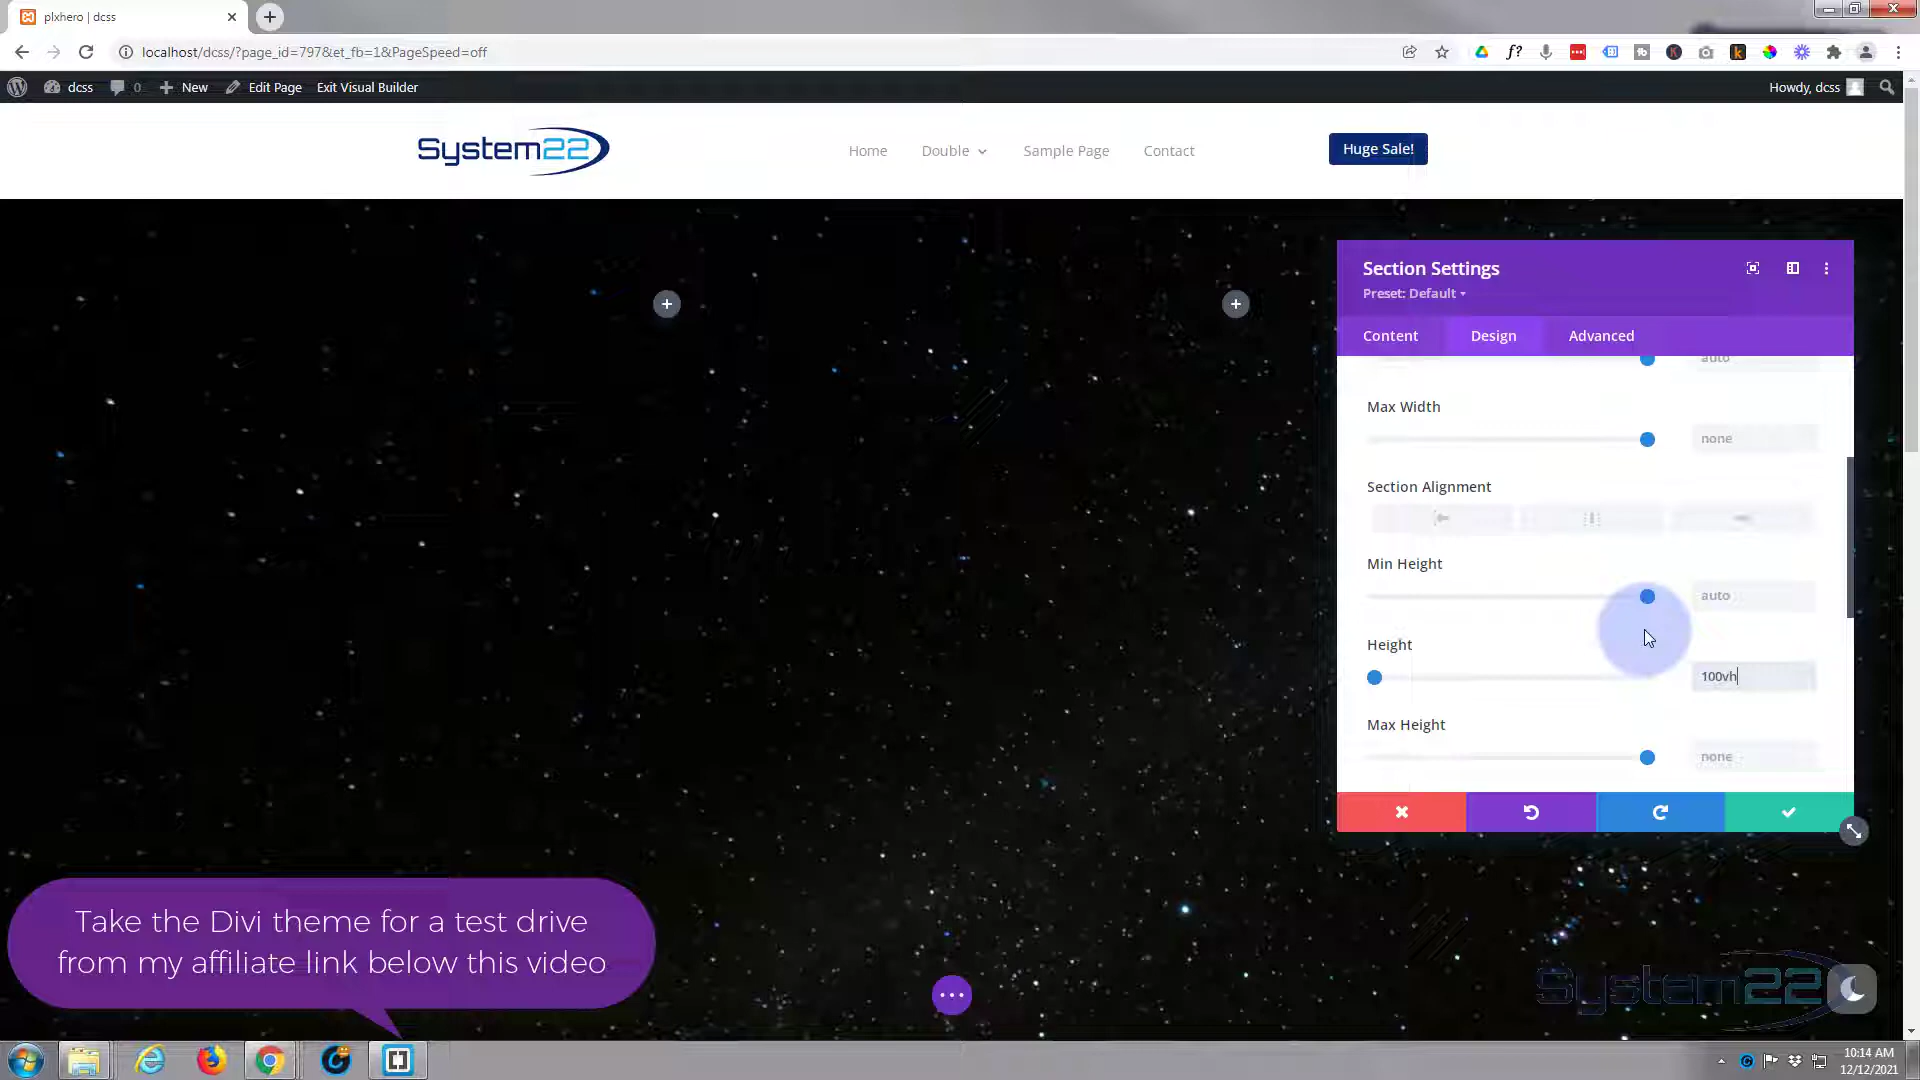 plxhero | dcss
localhost/dcss/?page_id=797&et_fb=1&PageSpeed=off
dcss 0 New Edit Page Exit Visual Builder Howdy, dcss
System22 Home Double Sample Page Contact Huge Sale!
Section Settings
Preset: Default
Content Design Advanced
auto
Max Width
none
Section Alignment
Min Height
auto
Height
100vh
Max Height
none
Take the Divi theme for a test drive
from my affiliate link below this video
System22
10:14 AM
12/12/2021